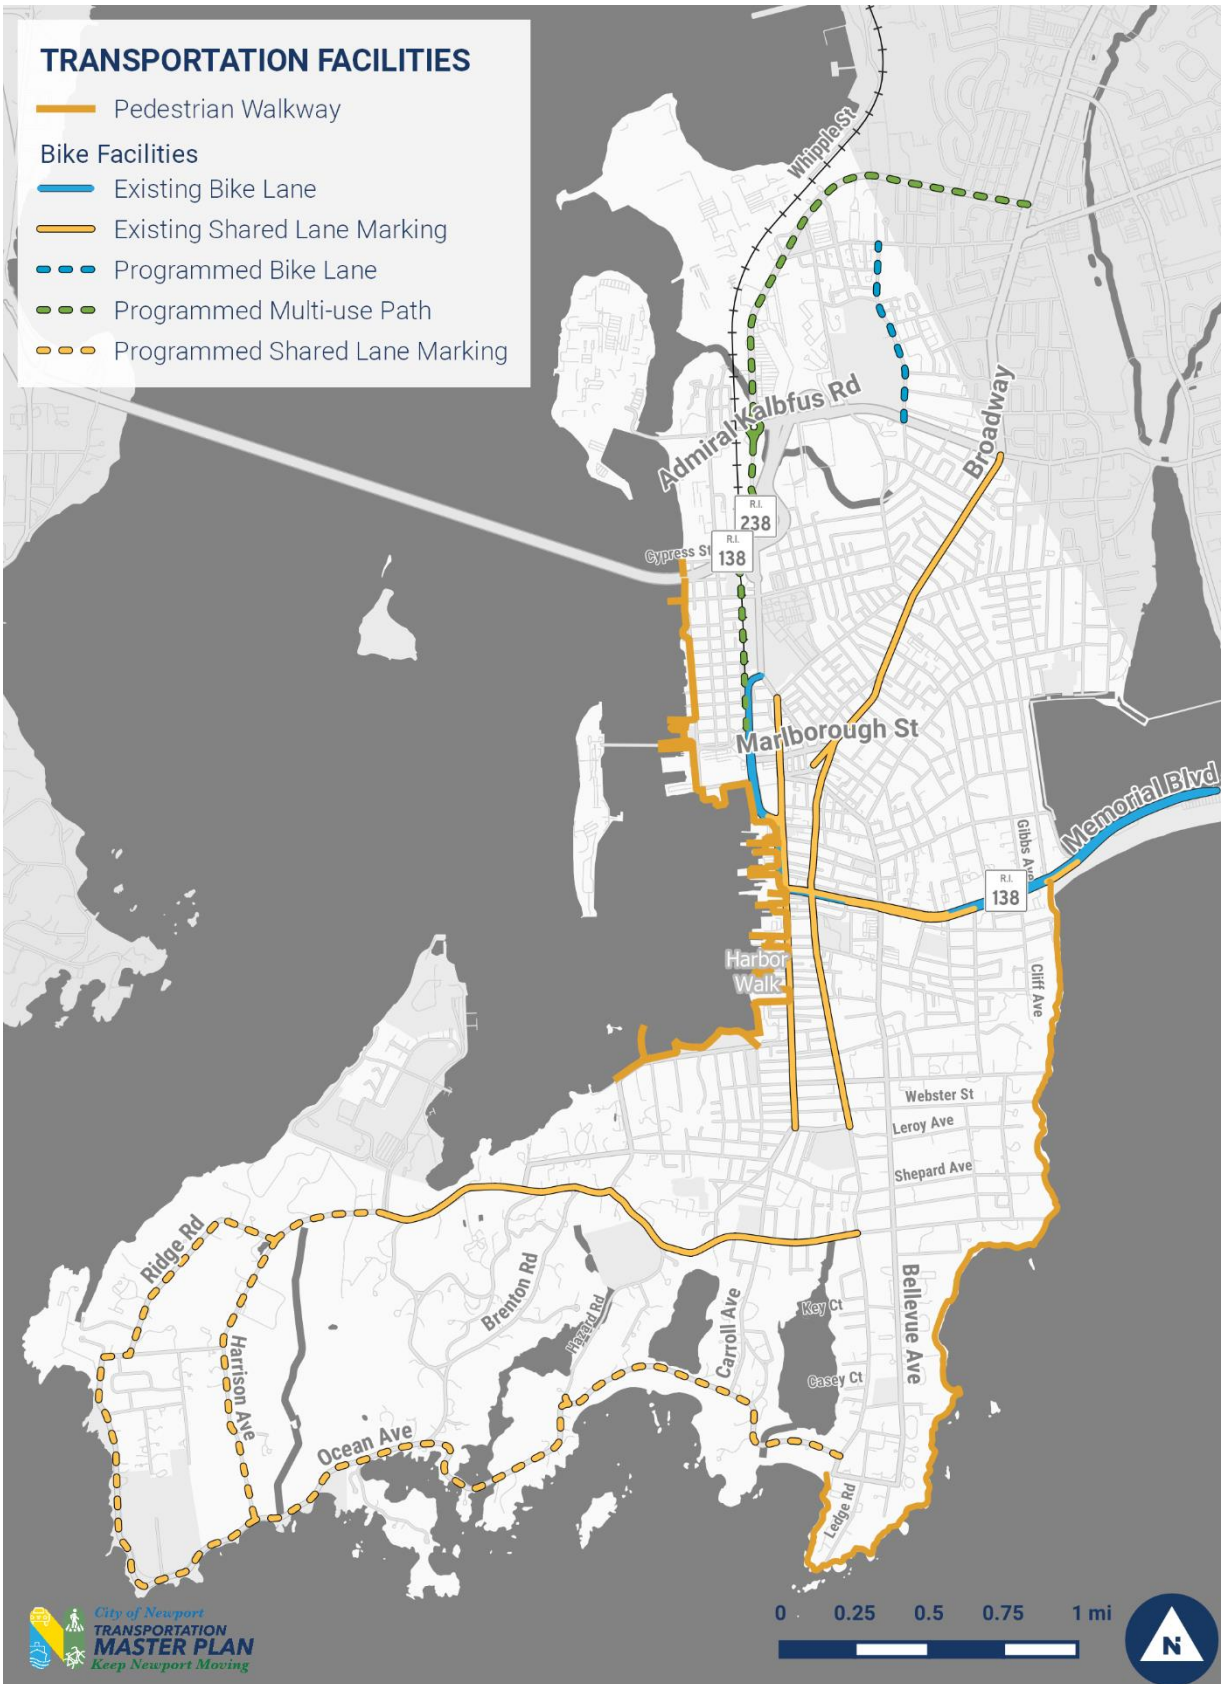 TRANSPORTATION FACILITIES
Pedestrian Walkway
Bike Facilities
Existing Bike Lane
Existing Shared Lane Marking
Programmed Bike Lane
Programmed Multi-use Path
Programmed Shared Lane Marking
Whipple St
Admiral Kalbfus Rd
Broadway
R.I.
238
R.I.
138
Cypress St
Marlborough St
Memorial Blvd
Gibbs Ave
R.I.
138
Harbor
Walk
Cliff Ave
Webster St
Leroy Ave
Shepard Ave
Ridge Rd
Brenton Rd
Hazard Rd
Carroll Ave
Key Ct
Bellevue Ave
Harrison Ave
Casey Ct
Ocean Ave
Ledge Rd
City of Newport
TRANSPORTATION
MASTER PLAN
Keep Newport Moving
0 0.25 0.5 0.75 1 mi
N